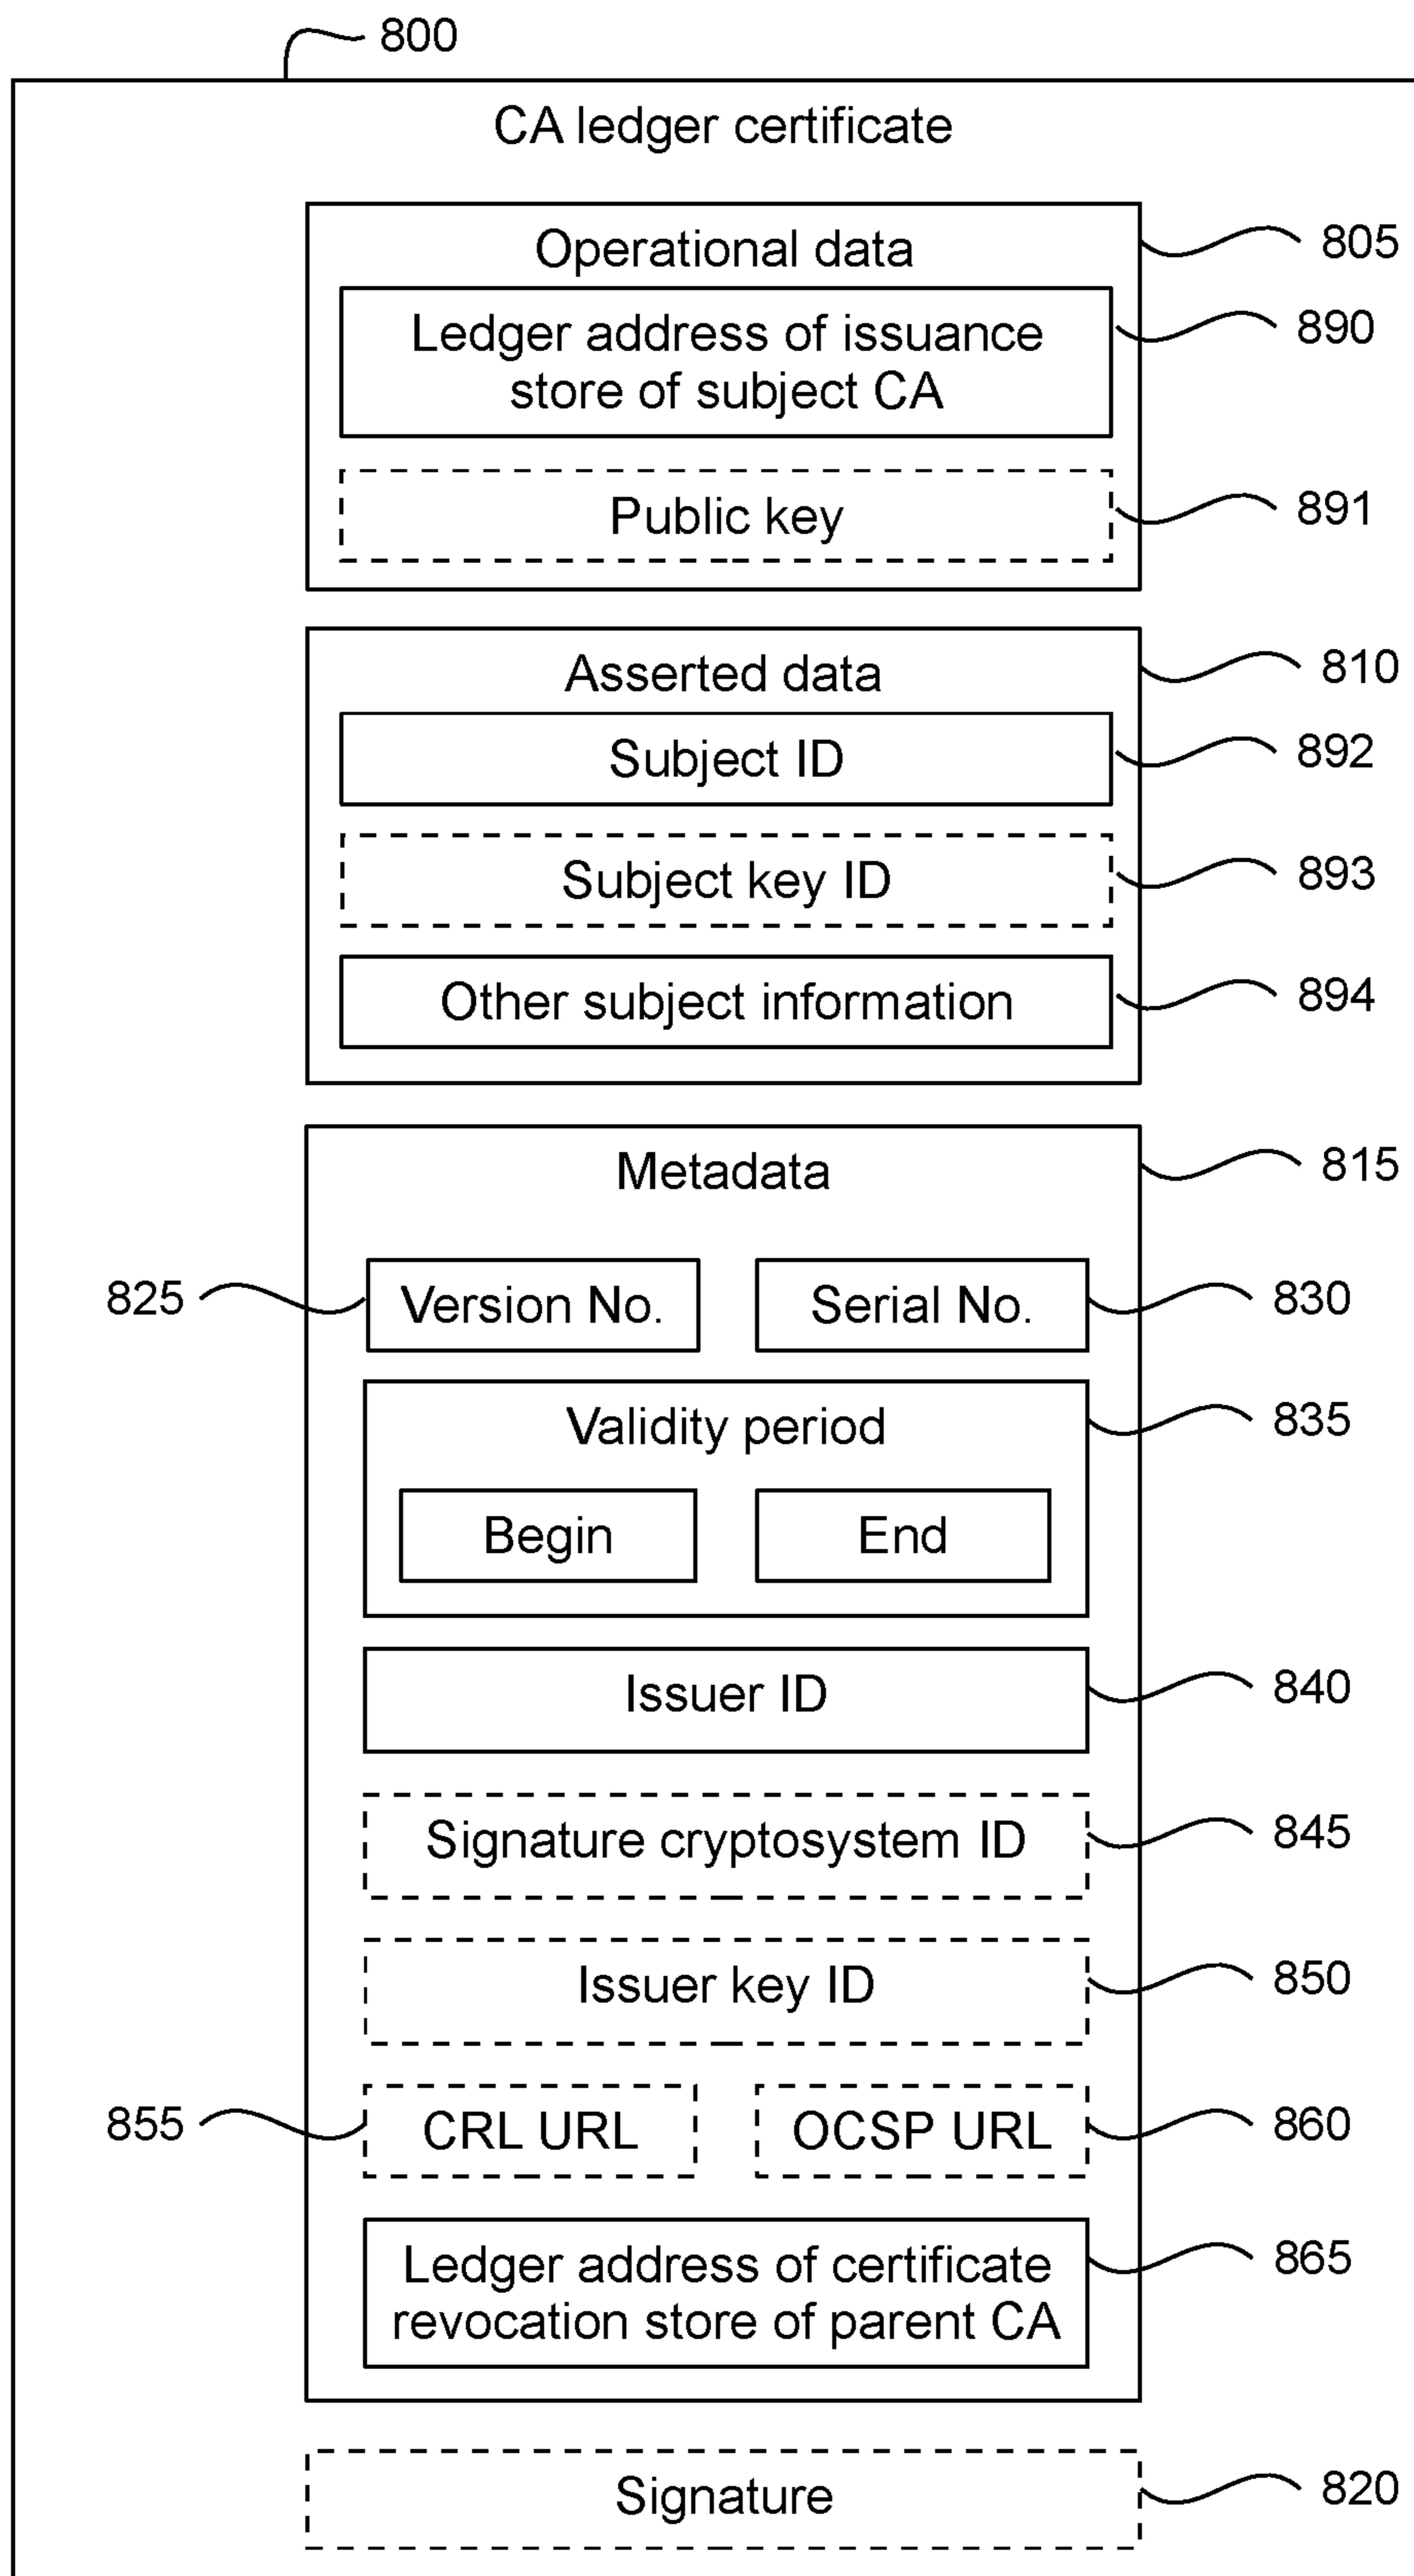 800
CA ledger certificate
Operational data
805
Ledger address of issuance
store of subject CA
890
Public key
891
Asserted data
810
Subject ID
892
Subject key ID
893
Other subject information
894
Metadata
815
825
Version No.
Serial No.
830
Validity period
835
Begin
End
Issuer ID
840
Signature cryptosystem ID
845
Issuer key ID
850
855
CRL URL
OCSP URL
860
Ledger address of certificate
revocation store of parent CA
865
Signature
820